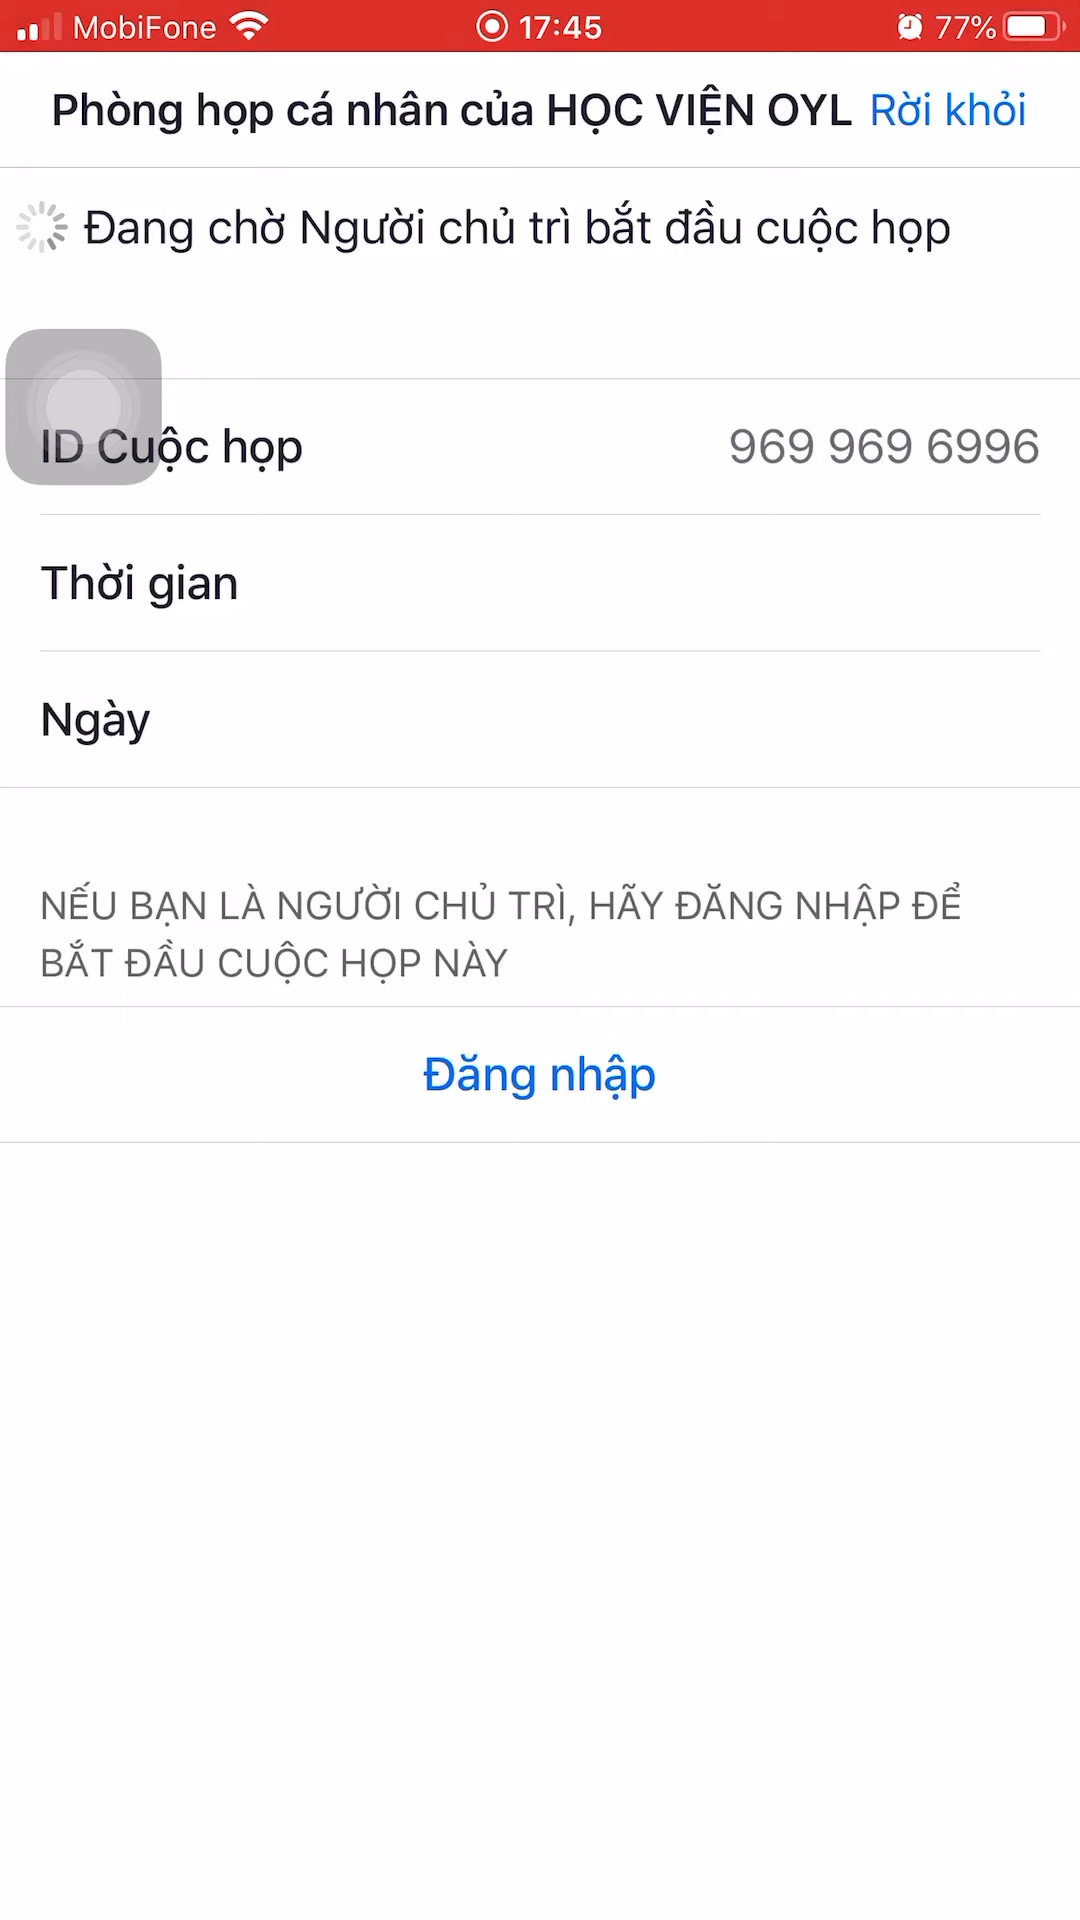 MobiFone 17:45 77%
Phòng họp cá nhân của HỌC VIỆN OYL Rời khỏi
Đang chờ Người chủ trì bắt đầu cuộc họp
ID Cuộc họp 969 969 6996
Thời gian
Ngày
NẾU BẠN LÀ NGƯỜI CHỦ TRÌ, HÃY ĐĂNG NHẬP ĐỂ
BẮT ĐẦU CUỘC HỌP NÀY
Đăng nhập